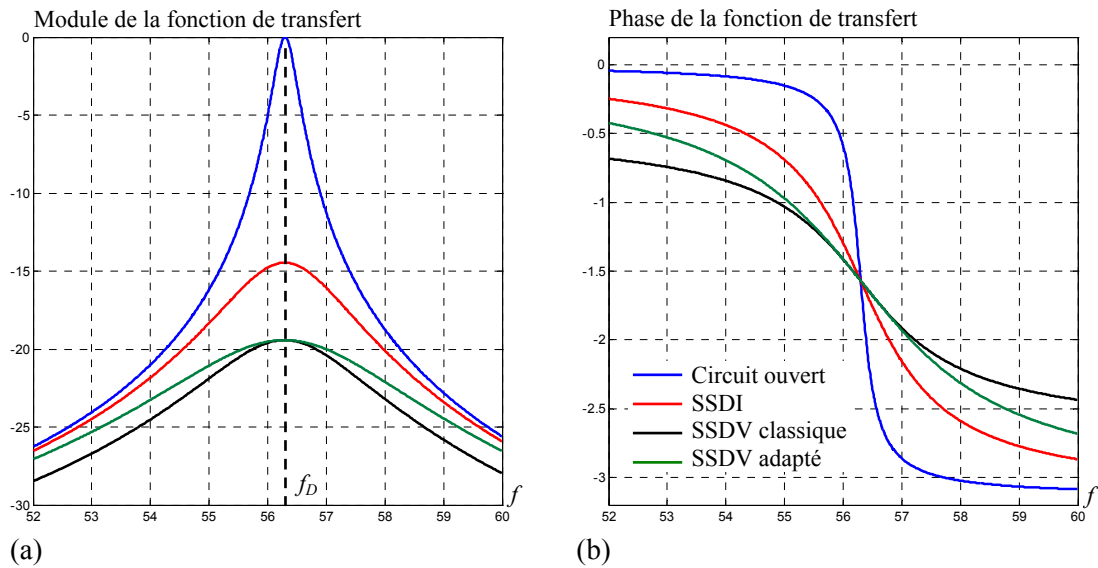 Module de la fonction de transfert
0
-5
-10
-15
-20
-25
-30
52 53 54 55 56 57 58 59 60
f_D
f
(a)
Phase de la fonction de transfert
0
-0.5
-1
-1.5
-2
-2.5
-3
52 53 54 55 56 57 58 59 60
Circuit ouvert
SSDI
SSDV classique
SSDV adapté
f
(b)